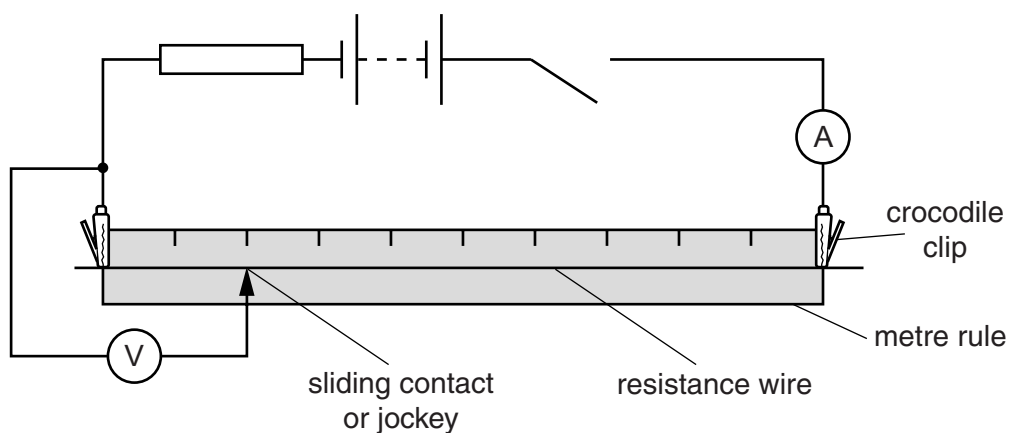 A
crocodile
clip
metre rule
V
sliding contact
or jockey
resistance wire